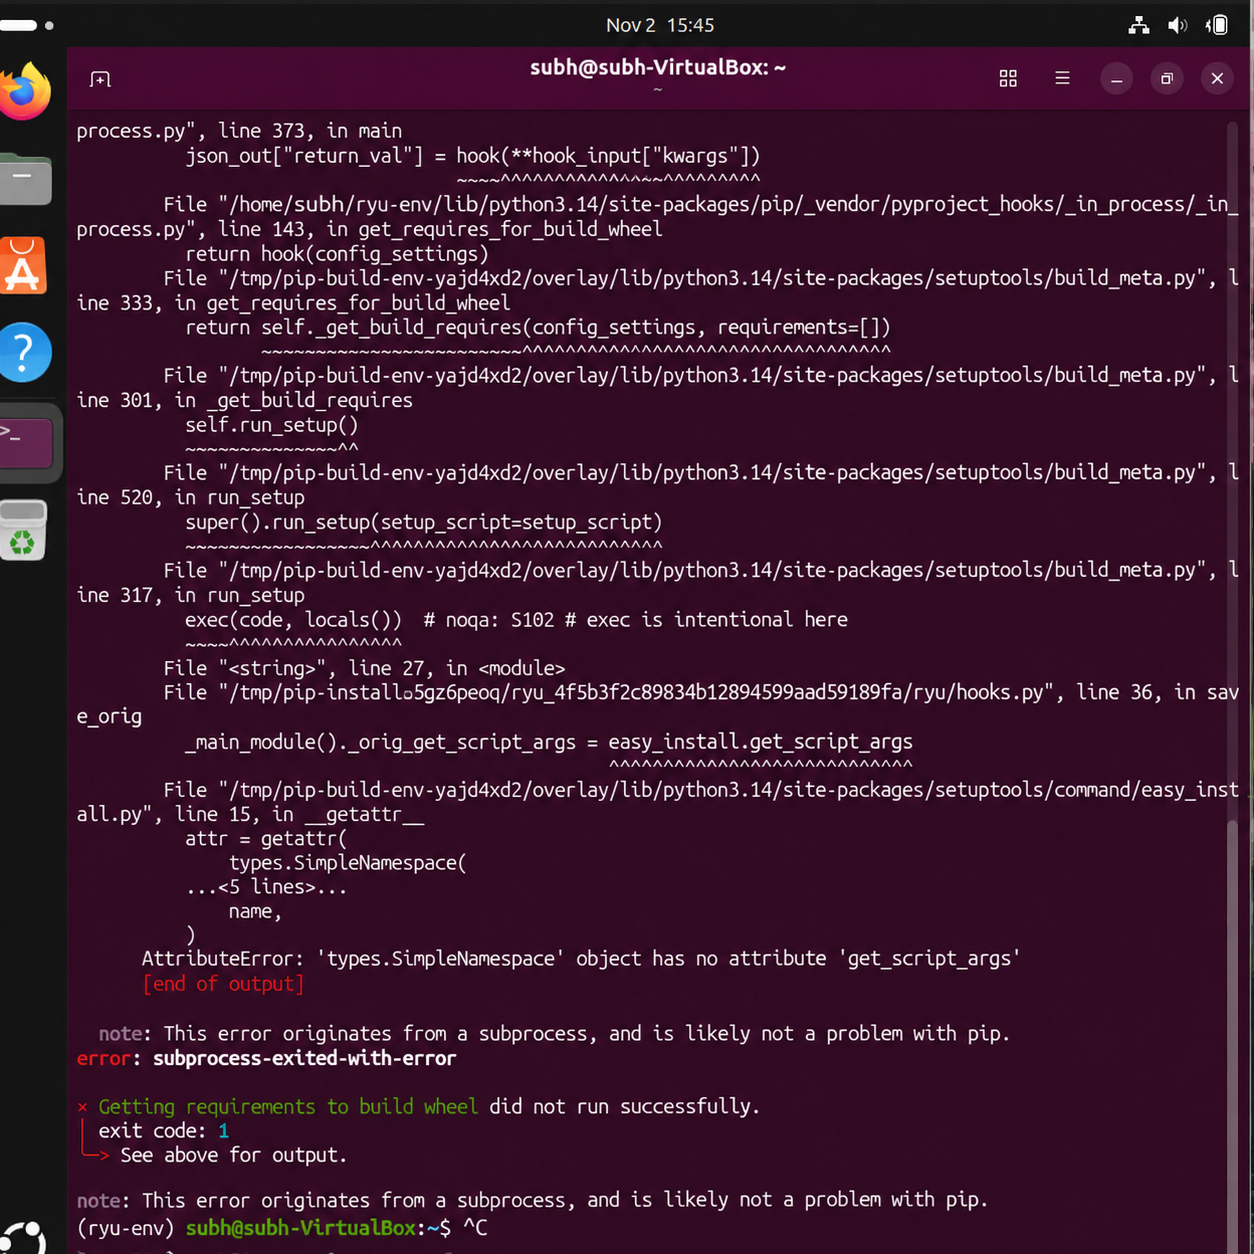 Nov 2 15:45
subh@subh-VirtualBox: ~
~
process.py", line 373, in main
json_out["return_val"] = hook(**hook_input["kwargs"])
~~~~^^^^^^^^^^^^^~~~^^^^^^^^^
File "/home/subh/ryu-env/lib/python3.14/site-packages/pip/_vendor/pyproject_hooks/_in_process/_in_
process.py", line 143, in get_requires_for_build_wheel
return hook(config_settings)
File "/tmp/pip-build-env-yajd4xd2/overlay/lib/python3.14/site-packages/setuptools/build_meta.py", l
ine 333, in get_requires_for_build_wheel
return self._get_build_requires(config_settings, requirements=[])
~~~~~~~~~~~~~~~~~~~~~~~~^^^^^^^^^^^^^^^^^^^^^^^^^^^^^^^^^^
File "/tmp/pip-build-env-yajd4xd2/overlay/lib/python3.14/site-packages/setuptools/build_meta.py", l
ine 301, in _get_build_requires
self.run_setup()
~~~~~~~~~~~~~~^^
File "/tmp/pip-build-env-yajd4xd2/overlay/lib/python3.14/site-packages/setuptools/build_meta.py", l
ine 520, in run_setup
super().run_setup(setup_script=setup_script)
~~~~~~~~~~~~~~~~~^^^^^^^^^^^^^^^^^^^^^^^^^^^
File "/tmp/pip-build-env-yajd4xd2/overlay/lib/python3.14/site-packages/setuptools/build_meta.py", l
ine 317, in run_setup
exec(code, locals())  # noqa: S102 # exec is intentional here
~~~~^^^^^^^^^^^^^^^^
File "<string>", line 27, in <module>
File "/tmp/pip-install-5gz6peoq/ryu_4f5b3f2c89834b12894599aad59189fa/ryu/hooks.py", line 36, in sav
e_orig
_main_module()._orig_get_script_args = easy_install.get_script_args
^^^^^^^^^^^^^^^^^^^^^^^^^^^^
File "/tmp/pip-build-env-yajd4xd2/overlay/lib/python3.14/site-packages/setuptools/command/easy_inst
all.py", line 15, in __getattr__
attr = getattr(
types.SimpleNamespace(
...<5 lines>...
name,
)
AttributeError: 'types.SimpleNamespace' object has no attribute 'get_script_args'
[end of output]
note: This error originates from a subprocess, and is likely not a problem with pip.
error: subprocess-exited-with-error
× Getting requirements to build wheel did not run successfully.
exit code: 1
╰─> See above for output.
note: This error originates from a subprocess, and is likely not a problem with pip.
(ryu-env) subh@subh-VirtualBox:~$ ^C